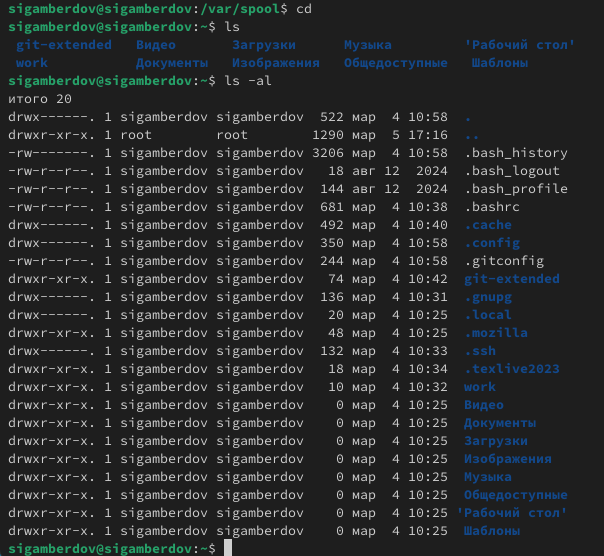 sigamberdov@sigamberdov:/var/spool$ cd
sigamberdov@sigamberdov:~$ ls
git-extended Видео Загрузки Музыка 'Рабочий стол'
work Документы Изображения Общедоступные Шаблоны
sigamberdov@sigamberdov:~$ ls -al
итого 20
drwx------. 1 sigamberdov sigamberdov 522 мар 4 10:58 .
drwxr-xr-x. 1 root root 1290 мар 5 17:16 ..
-rw-------. 1 sigamberdov sigamberdov 3206 мар 4 10:58 .bash_history
-rw-r--r--. 1 sigamberdov sigamberdov 18 авг 12 2024 .bash_logout
-rw-r--r--. 1 sigamberdov sigamberdov 144 авг 12 2024 .bash_profile
-rw-r--r--. 1 sigamberdov sigamberdov 681 мар 4 10:38 .bashrc
drwx------. 1 sigamberdov sigamberdov 492 мар 4 10:40 .cache
drwx------. 1 sigamberdov sigamberdov 350 мар 4 10:58 .config
-rw-r--r--. 1 sigamberdov sigamberdov 244 мар 4 10:58 .gitconfig
drwxr-xr-x. 1 sigamberdov sigamberdov 74 мар 4 10:42 git-extended
drwx------. 1 sigamberdov sigamberdov 136 мар 4 10:31 .gnupg
drwx------. 1 sigamberdov sigamberdov 20 мар 4 10:25 .local
drwxr-xr-x. 1 sigamberdov sigamberdov 48 мар 4 10:25 .mozilla
drwx------. 1 sigamberdov sigamberdov 132 мар 4 10:33 .ssh
drwxr-xr-x. 1 sigamberdov sigamberdov 18 мар 4 10:34 .texlive2023
drwxr-xr-x. 1 sigamberdov sigamberdov 10 мар 4 10:32 work
drwxr-xr-x. 1 sigamberdov sigamberdov 0 мар 4 10:25 Видео
drwxr-xr-x. 1 sigamberdov sigamberdov 0 мар 4 10:25 Документы
drwxr-xr-x. 1 sigamberdov sigamberdov 0 мар 4 10:25 Загрузки
drwxr-xr-x. 1 sigamberdov sigamberdov 0 мар 4 10:25 Изображения
drwxr-xr-x. 1 sigamberdov sigamberdov 0 мар 4 10:25 Музыка
drwxr-xr-x. 1 sigamberdov sigamberdov 0 мар 4 10:25 Общедоступные
drwxr-xr-x. 1 sigamberdov sigamberdov 0 мар 4 10:25 'Рабочий стол'
drwxr-xr-x. 1 sigamberdov sigamberdov 0 мар 4 10:25 Шаблоны
sigamberdov@sigamberdov:~$